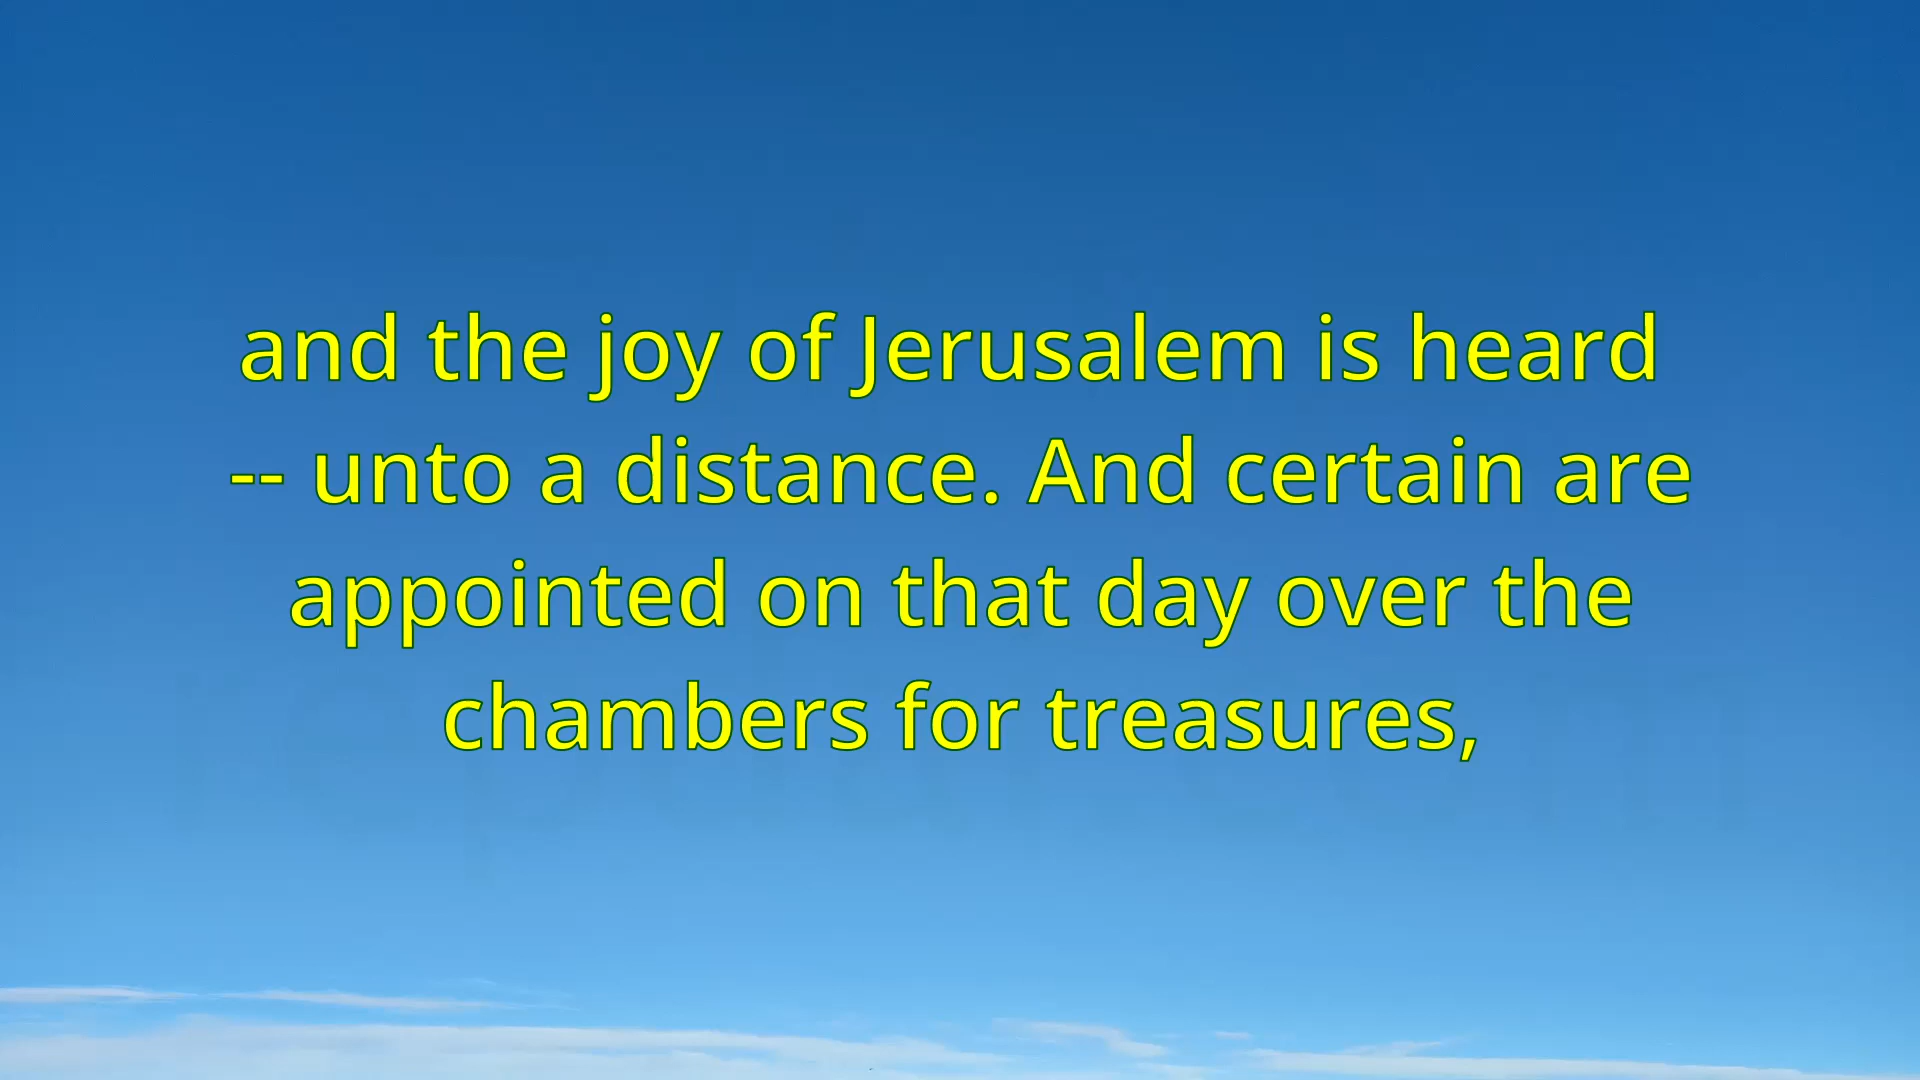 and the joy of Jerusalem is heard
-- unto a distance. And certain are
appointed on that day over the
chambers for treasures,